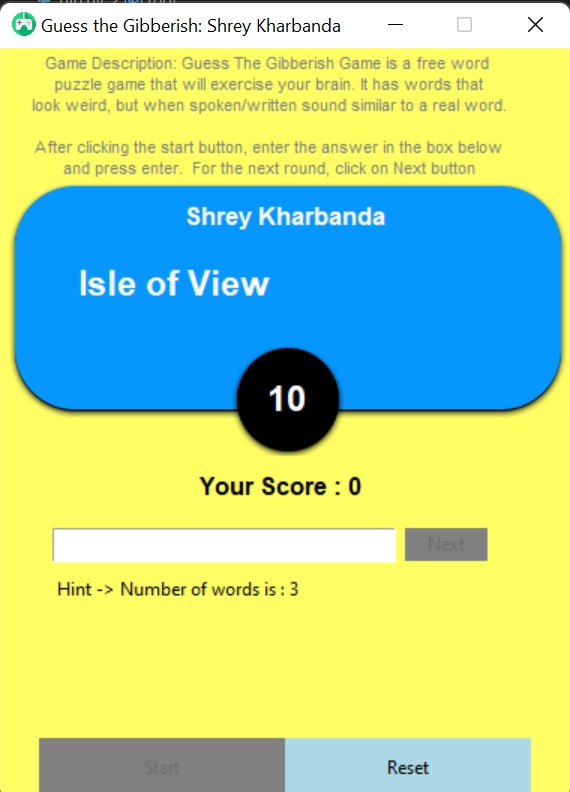 Guess the Gibberish: Shrey Kharbanda
Game Description: Guess The Gibberish Game is a free word
puzzle game that will exercise your brain. It has words that
look weird, but when spoken/written sound similar to a real word.
After clicking the start button, enter the answer in the box below
and press enter.  For the next round, click on Next button
Shrey Kharbanda
Isle of View
10
Your Score : 0
Next
Hint -> Number of words is : 3
Start
Reset